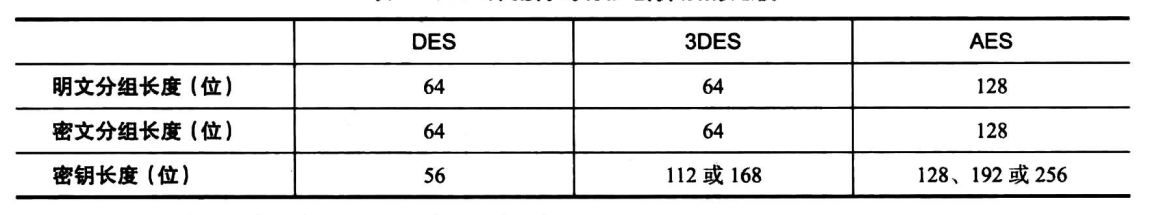 DES 3DES AES
明文分组长度(位) 64 64 128
密文分组长度(位) 64 64 128
密钥长度(位) 56 112 或 168 128、192 或 256